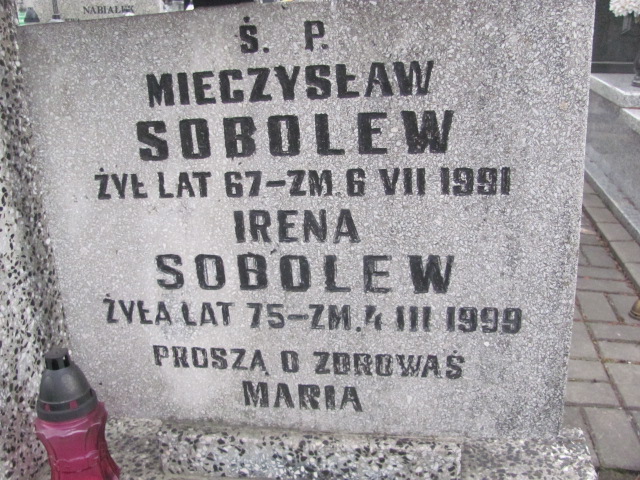 NABIAŁEK
Ś. P.
MIECZYSŁAW
SOBOLEW
ŻYŁ LAT 67-ZM. 6 VII 1991
IRENA
SOBOLEW
ŻYŁA LAT 75-ZM. 4 III 1999
PROSZĄ O ZDROWAŚ
MARIA